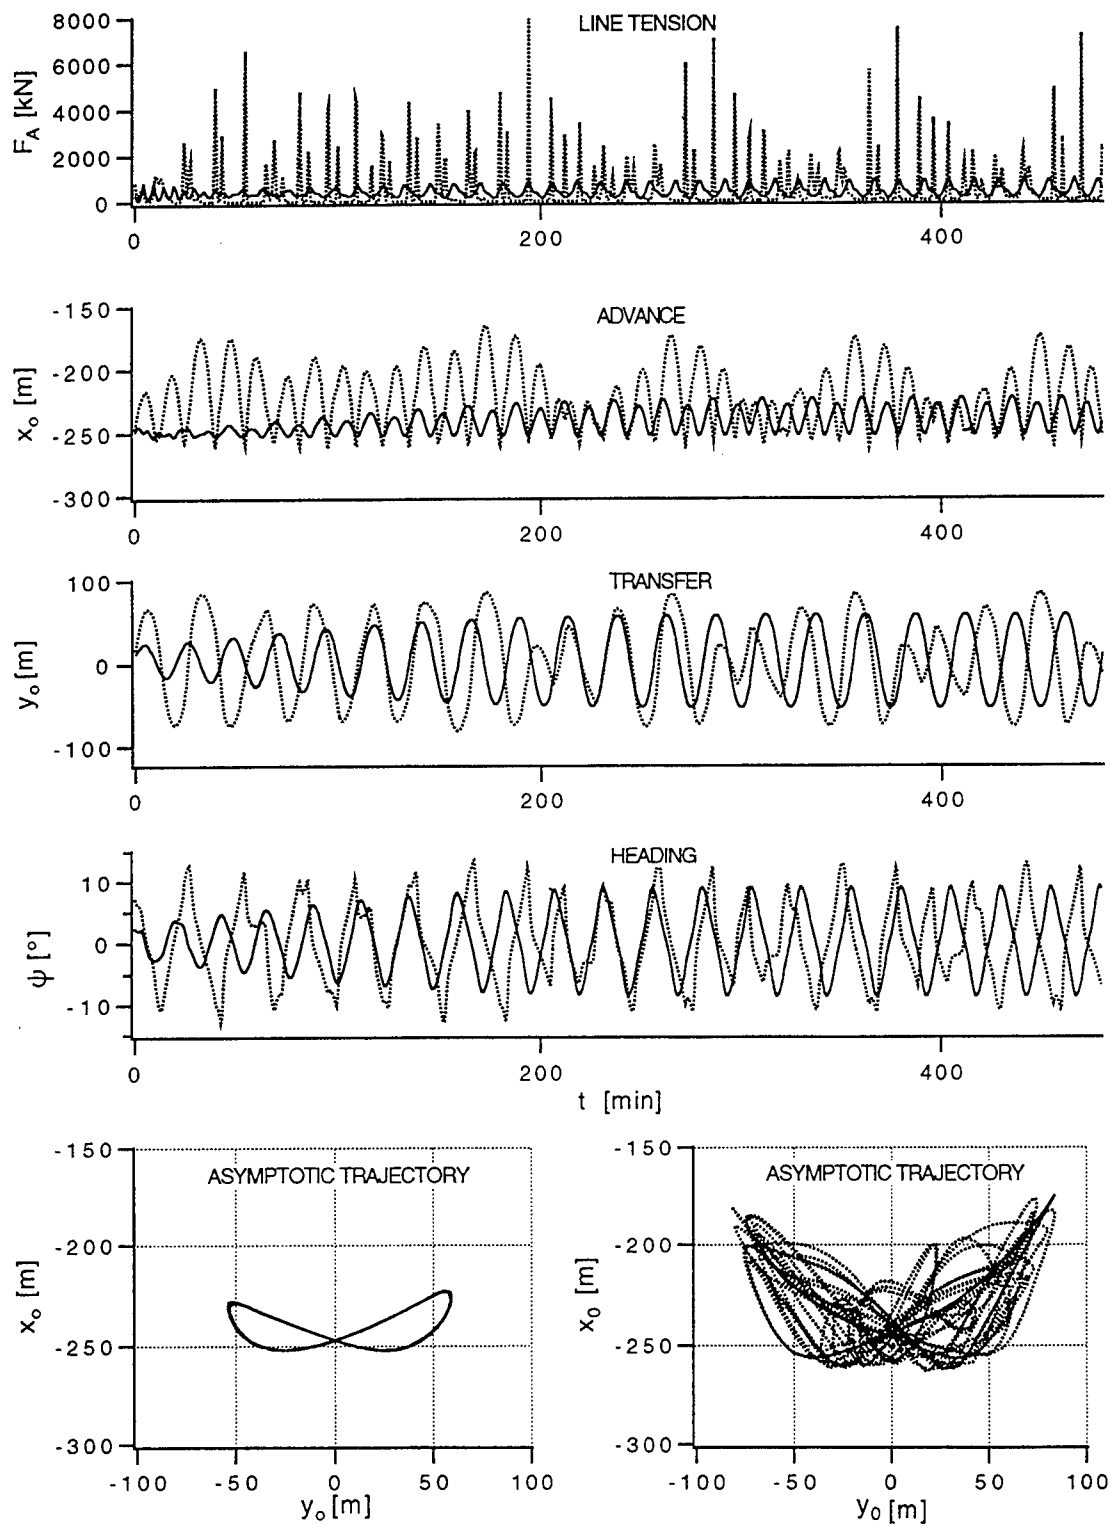 LINE TENSION
F_A [kN]
8000
6000
4000
2000
0
0 200 400
ADVANCE
x_o [m]
-150
-200
-250
-300
0 200 400
TRANSFER
y_o [m]
100
0
-100
0 200 400
HEADING
ψ [°]
10
0
-10
0 200 400
t [min]
ASYMPTOTIC TRAJECTORY
x_o [m]
-150
-200
-250
-300
-100 -50 0 50 100
y_o [m]
ASYMPTOTIC TRAJECTORY
x_0 [m]
-150
-200
-250
-300
-100 -50 0 50 100
y_0 [m]